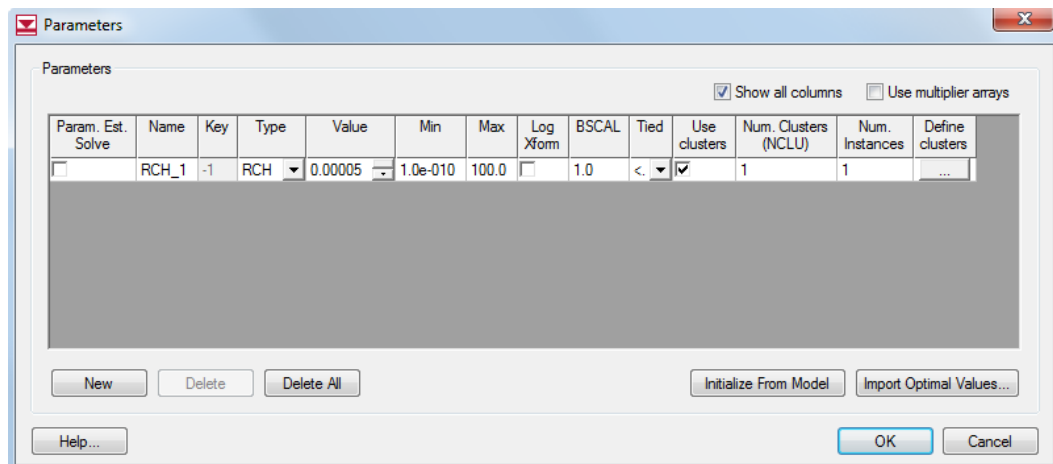 Parameters
Parameters
Show all columns Use multiplier arrays
Param. Est. Solve Name Key Type Value Min Max Log Xform BSCAL Tied Use clusters Num. Clusters (NCLU) Num. Instances Define clusters
RCH_1 -1 RCH 0.00005 1.0e-010 100.0 1.0 <. 1 1 ...
New Delete Delete All Initialize From Model Import Optimal Values...
Help... OK Cancel